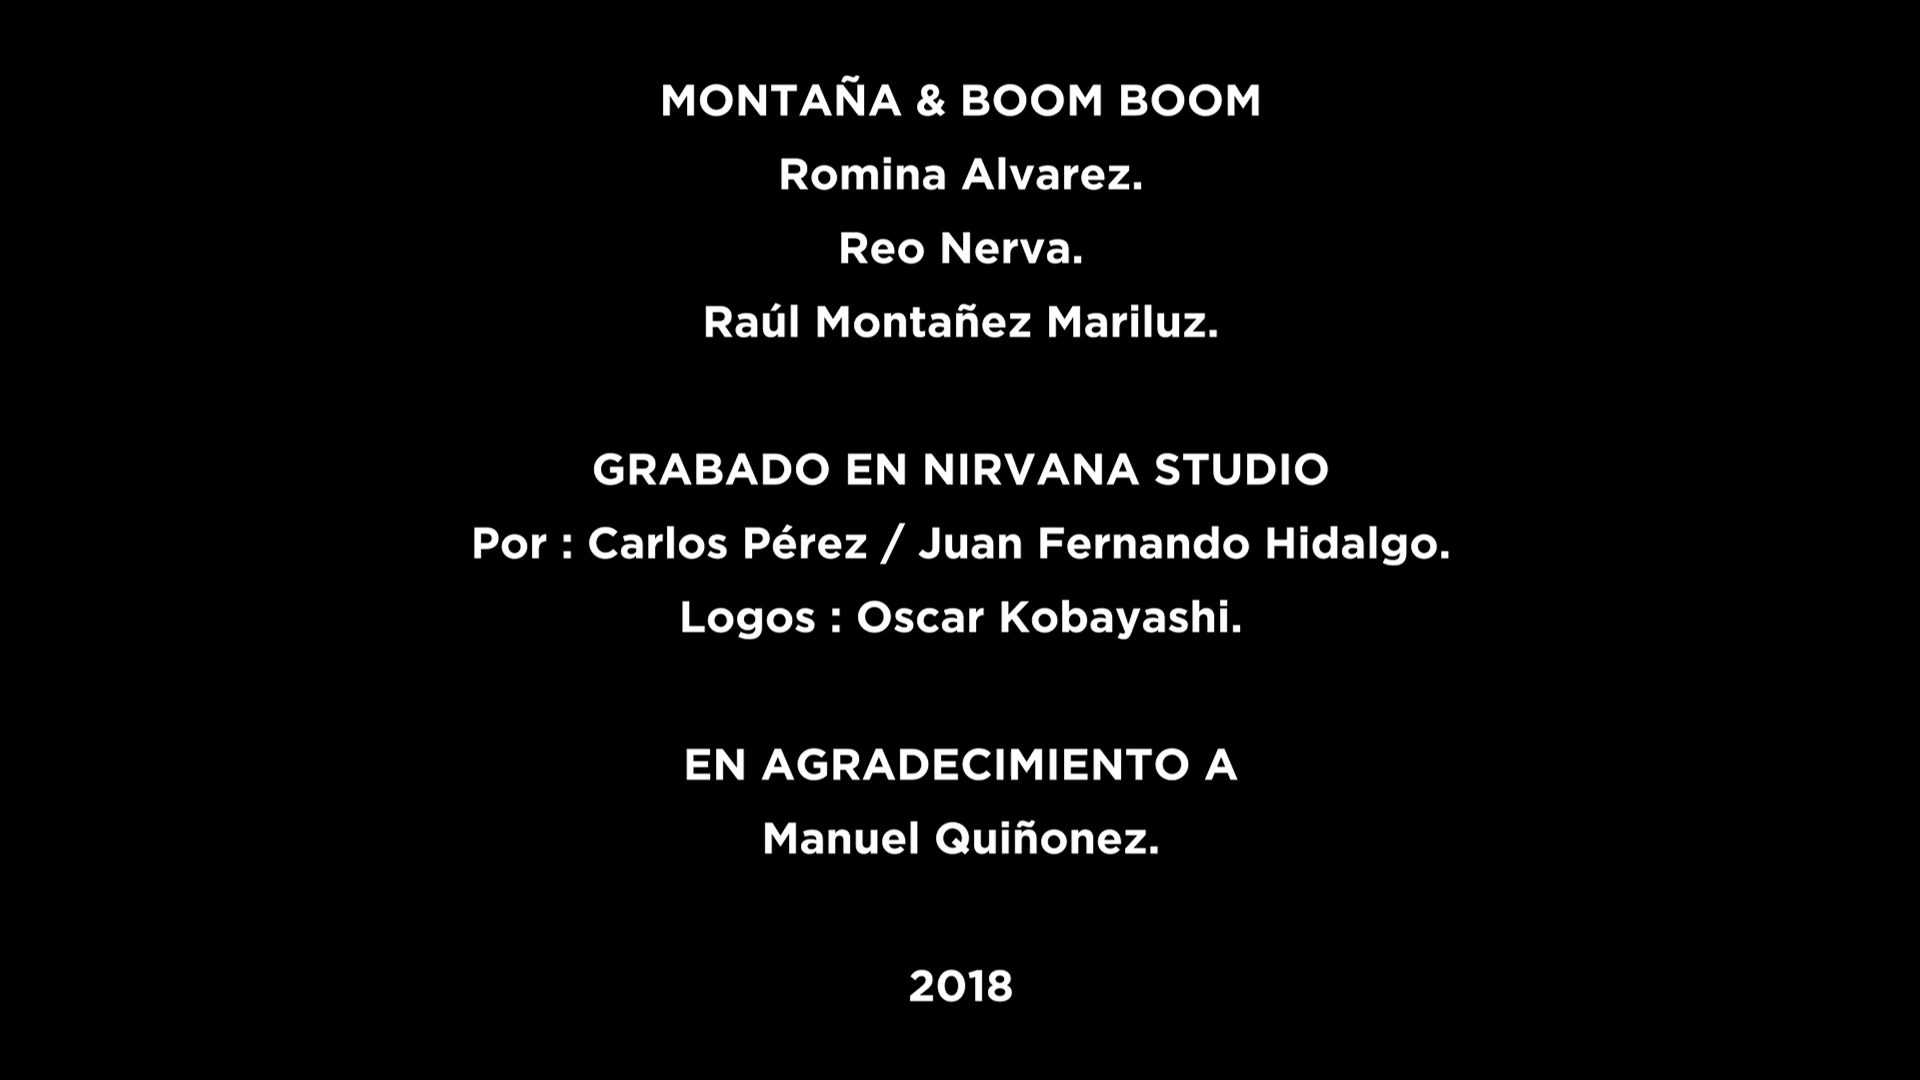 MONTAÑA & BOOM BOOM
Romina Alvarez.
Reo Nerva.
Raúl Montañez Mariluz.
GRABADO EN NIRVANA STUDIO
Por : Carlos Pérez / Juan Fernando Hidalgo.
Logos : Oscar Kobayashi.
EN AGRADECIMIENTO A
Manuel Quiñonez.
2018